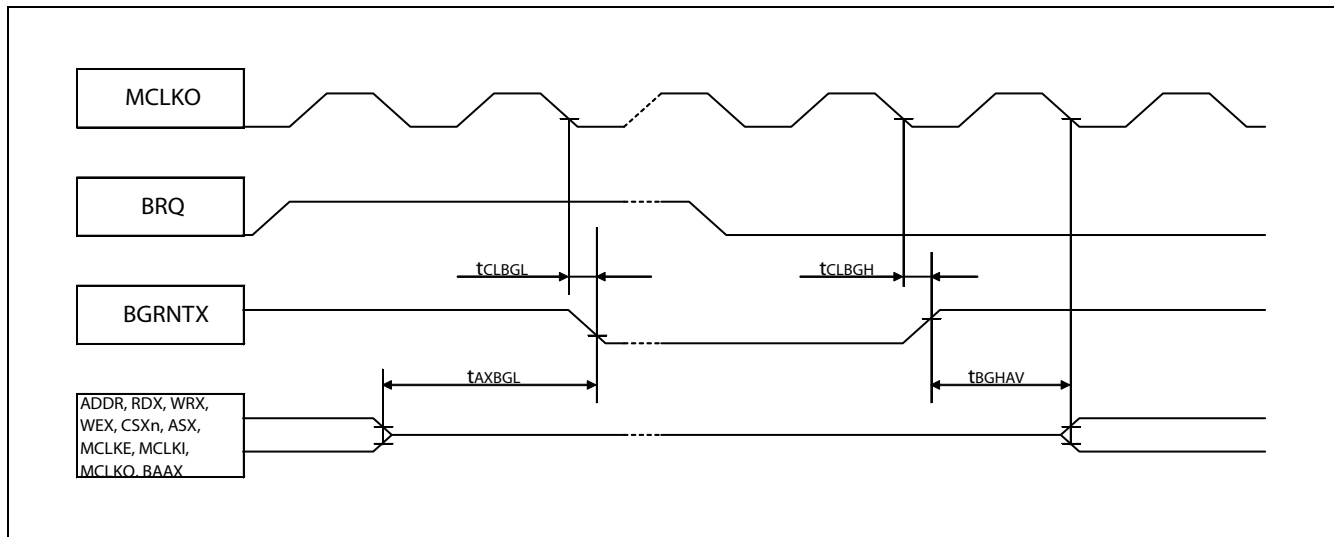 MCLKO
BRQ
tCLBGL
tCLBGH
BGRNTX
tAXBGL
tBGHAV
ADDR, RDX, WRX,
WEX, CSXn, ASX,
MCLKE, MCLKI,
MCLKO, BAAX